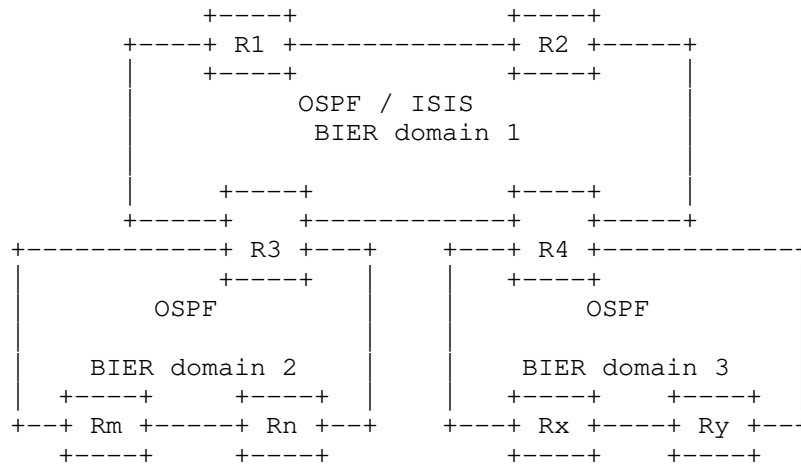 R1 R2
OSPF / ISIS
BIER domain 1
R3 R4
OSPF OSPF
BIER domain 2 BIER domain 3
Rm Rn Rx Ry